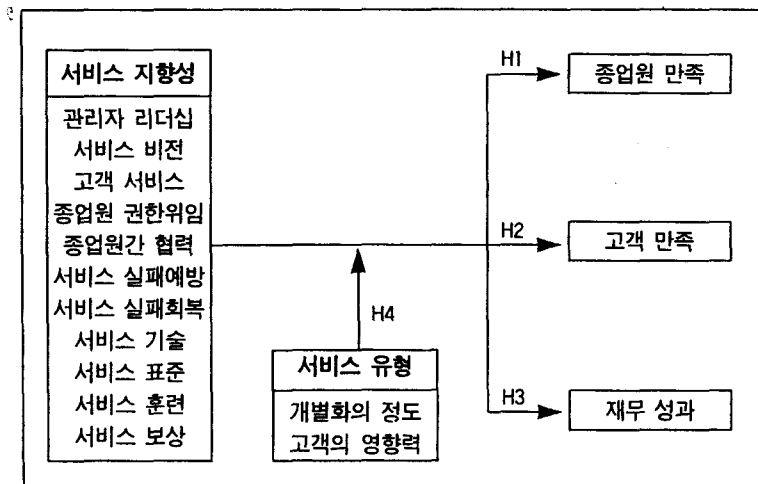 서비스 지향성
관리자 리더십
서비스 비전
고객 서비스
종업원 권한위임
종업원간 협력
서비스 실패예방
서비스 실패회복
서비스 기술
서비스 표준
서비스 훈련
서비스 보상
H4
서비스 유형
개별화의 정도
고객의 영향력
H1
종업원 만족
H2
고객 만족
H3
재무 성과